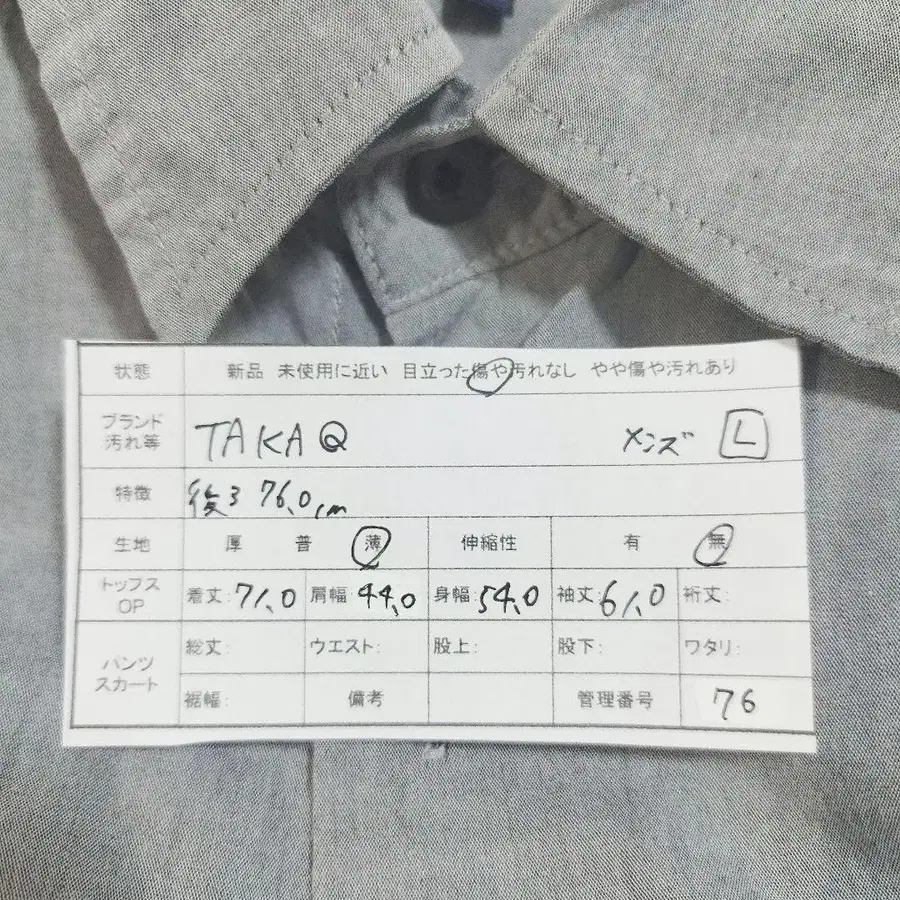 状態 新品 未使用に近い 目立った傷や汚れなし やや傷や汚れあり
ブランド 汚れ等 TAKA Q メンズ L
特徴 後ろ 76.0cm
生地 厚 普 薄 伸縮性 有 無
トップス OP 着丈:71.0 肩幅:44.0 身幅:54.0 袖丈:61.0 裄丈:
パンツ スカート 総丈: ウエスト: 股上: 股下: ワタリ:
裾幅: 備考 管理番号 76